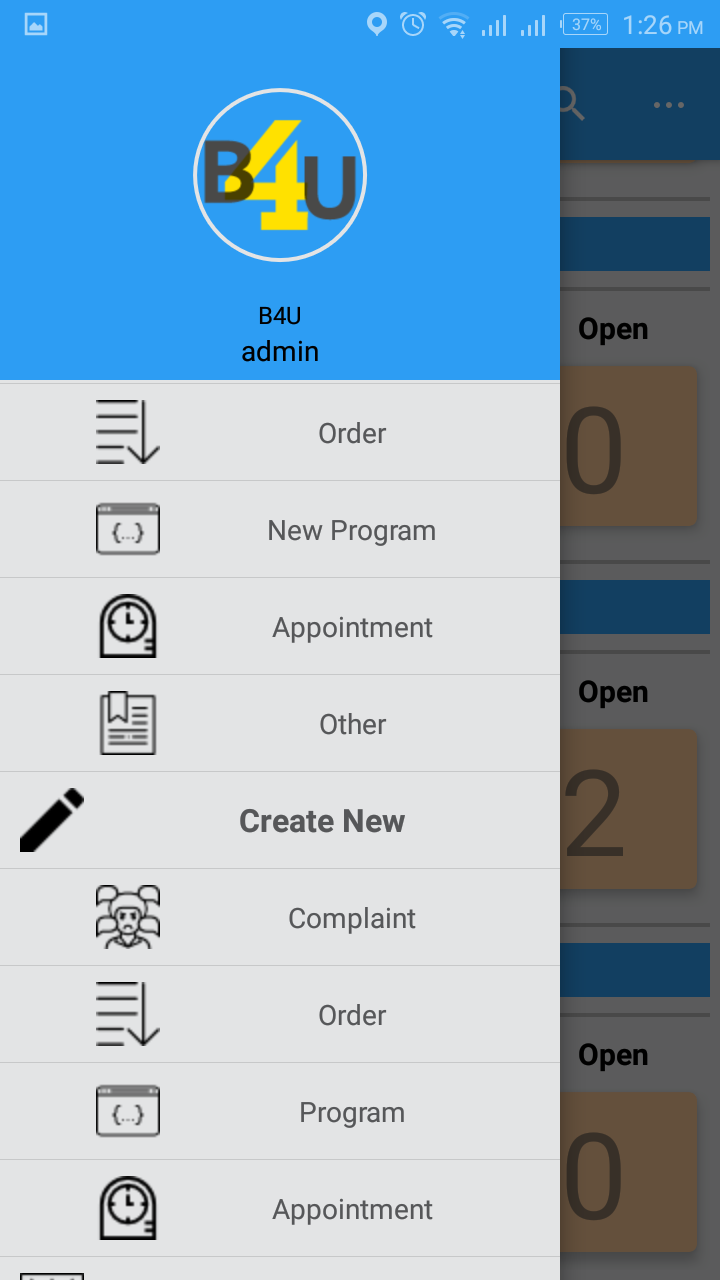 37%
1:26 PM
B4U
B4U
admin
Order
New Program
Appointment
Other
Create New
Complaint
Order
Program
Appointment
Open
0
Open
2
Open
0